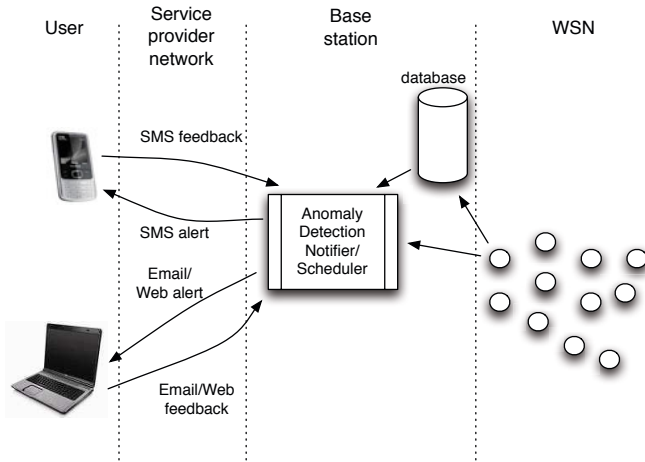 User
Service
provider
network
Base
station
WSN
database
SMS feedback
SMS alert
Anomaly
Detection
Notifier/
Scheduler
Email/
Web alert
Email/Web
feedback